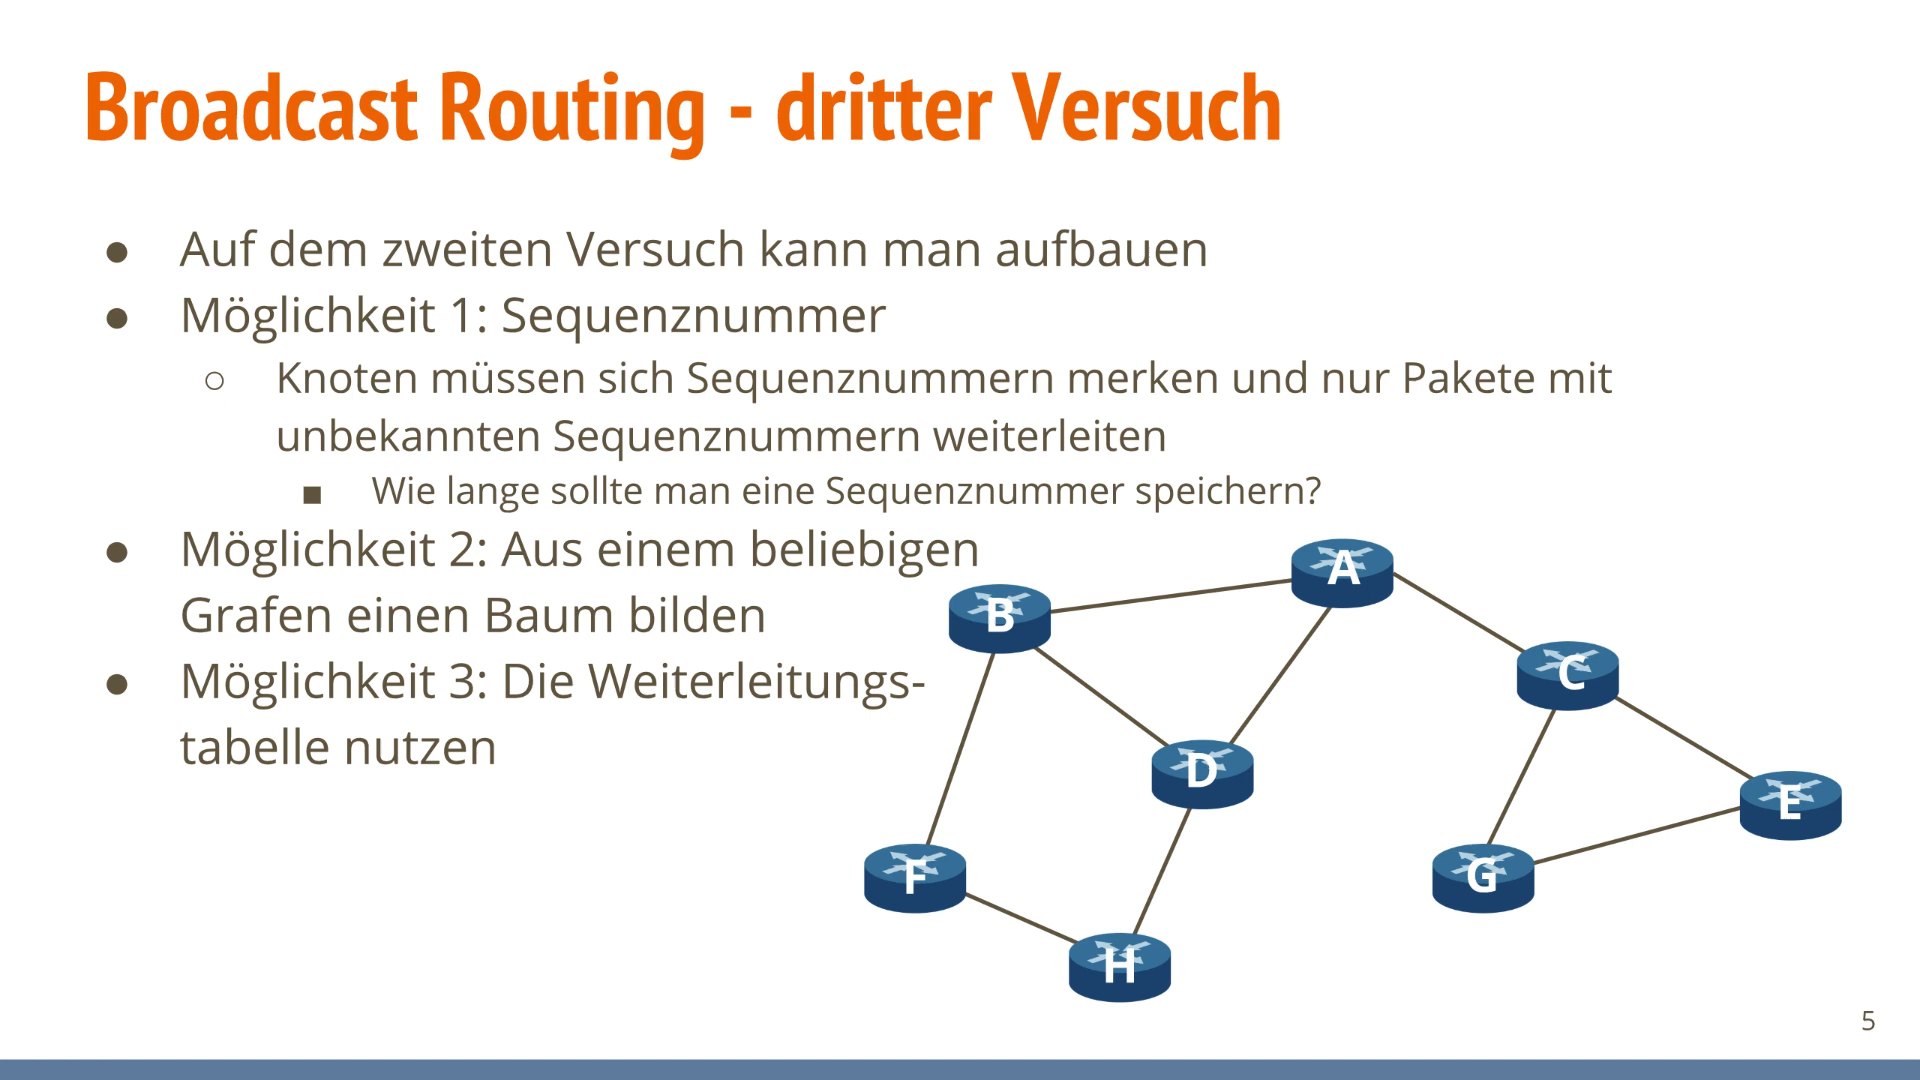 Broadcast Routing - dritter Versuch
● Auf dem zweiten Versuch kann man aufbauen
● Möglichkeit 1: Sequenznummer
○ Knoten müssen sich Sequenznummern merken und nur Pakete mit
unbekannten Sequenznummern weiterleiten
■ Wie lange sollte man eine Sequenznummer speichern?
● Möglichkeit 2: Aus einem beliebigen
Grafen einen Baum bilden
● Möglichkeit 3: Die Weiterleitungs-
tabelle nutzen
A
B
C
D
E
F
G
H
5